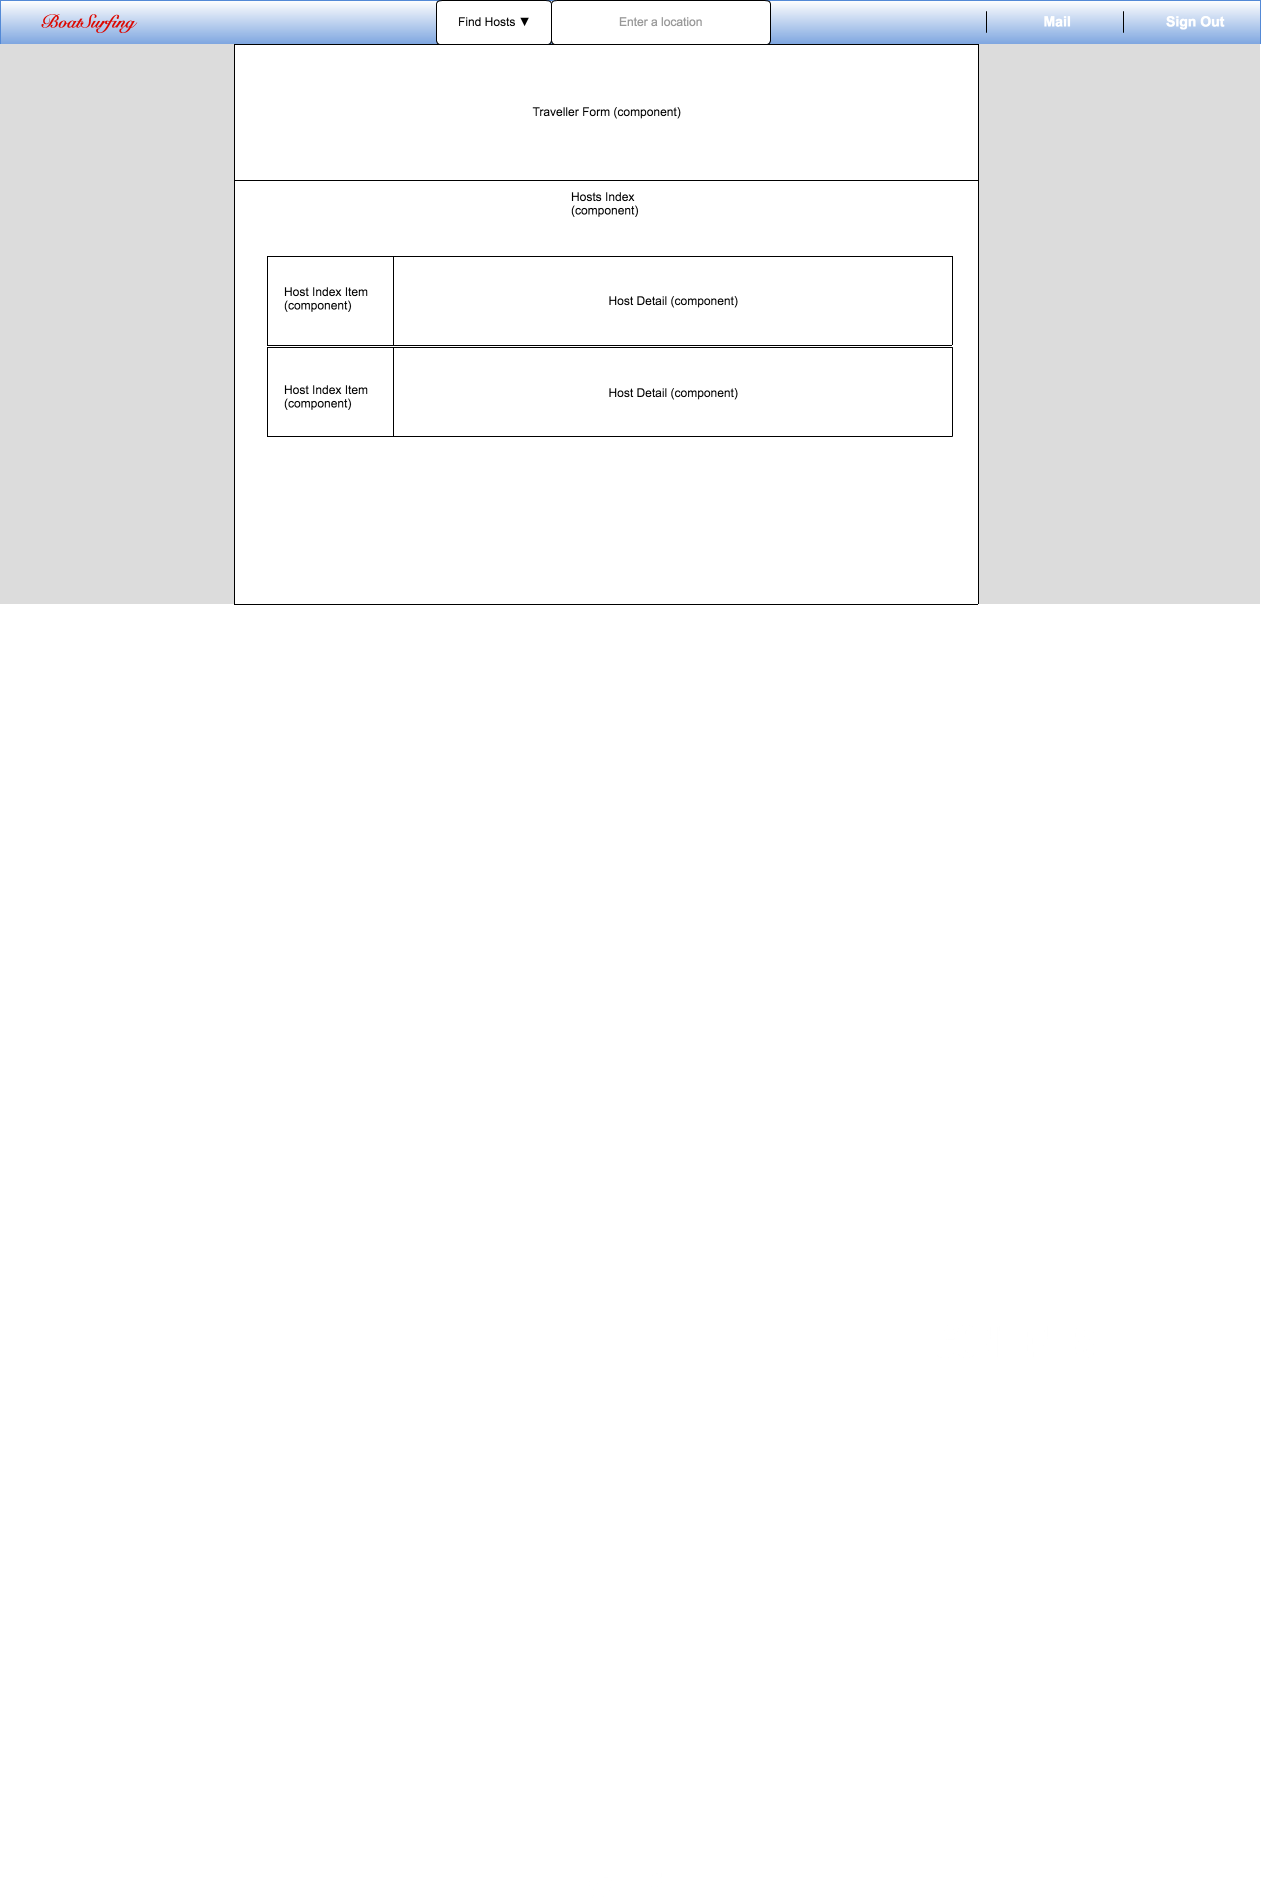 BoatSurfing
Find Hosts ▼
Enter a location
Mail
Sign Out
Traveller Form (component)
Hosts Index
(component)
Host Index Item
(component)
Host Detail (component)
Host Index Item
(component)
Host Detail (component)